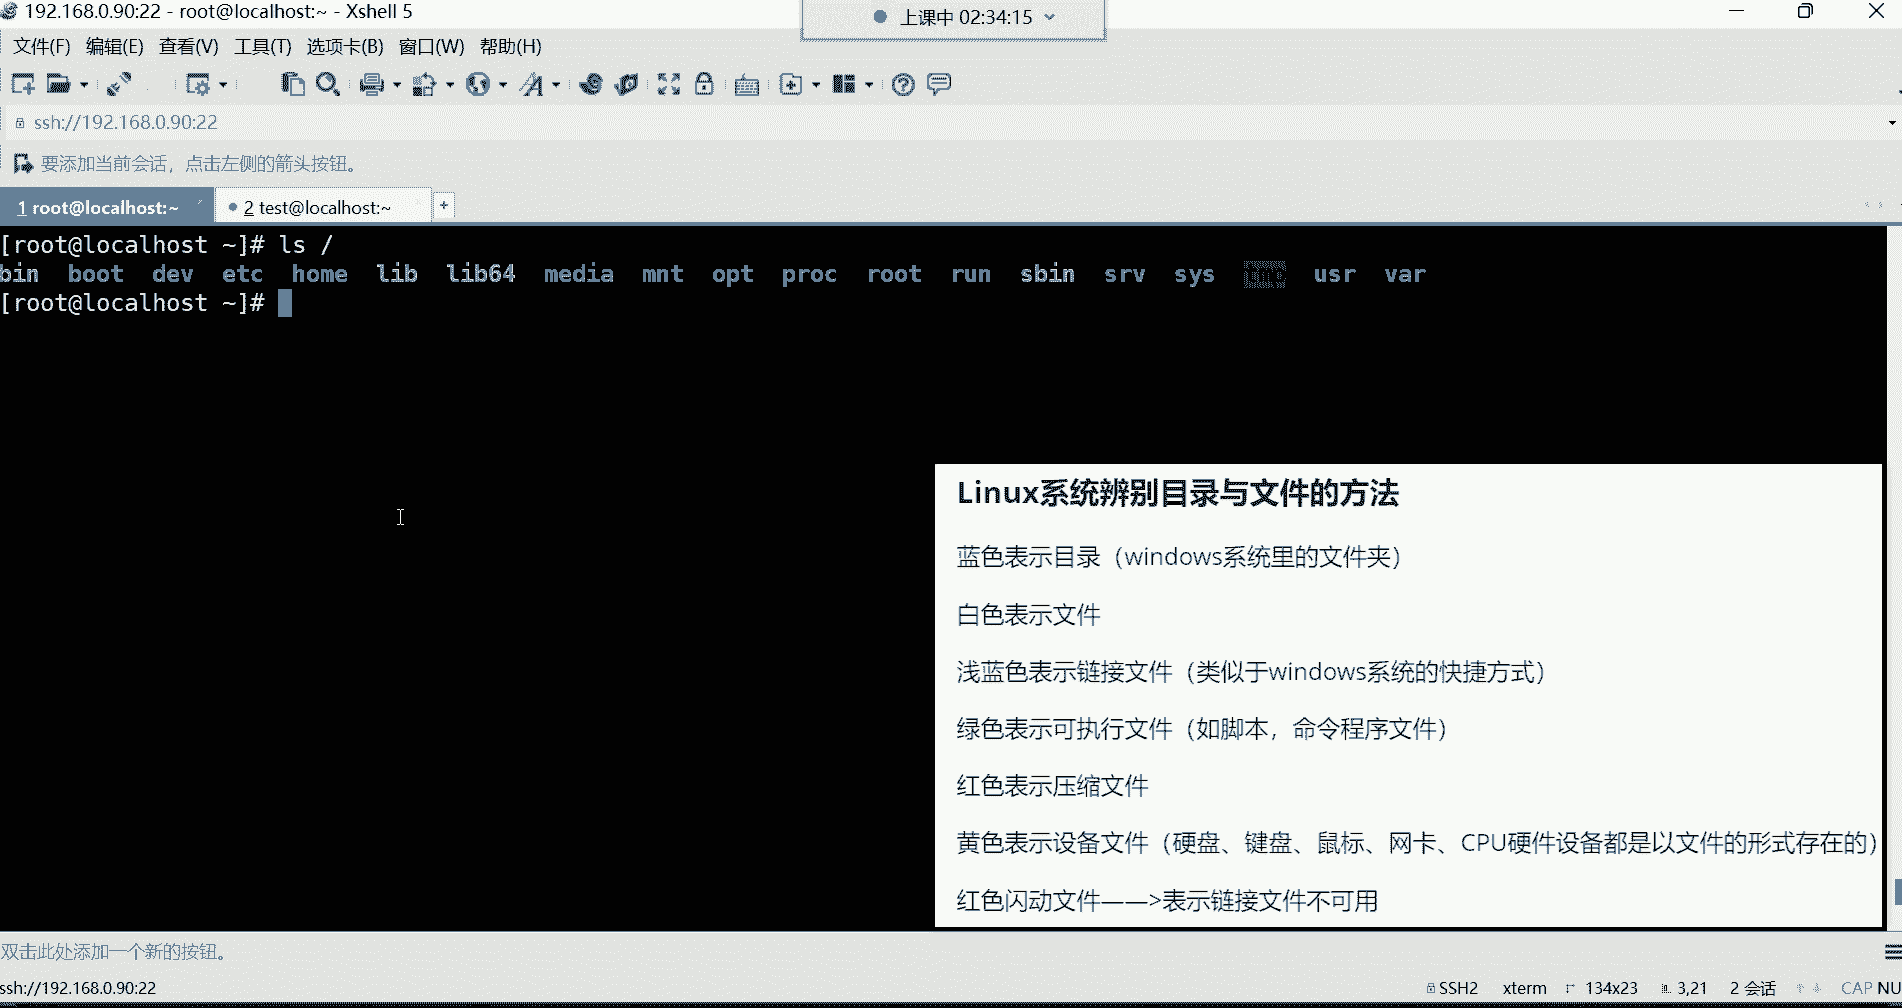 192.168.0.90:22 - root@localhost:~ - Xshell 5
上课中 02:34:15
文件(F) 编辑(E) 查看(V) 工具(T) 选项卡(B) 窗口(W) 帮助(H)
ssh://192.168.0.90:22
要添加当前会话，点击左侧的箭头按钮。
1 root@localhost:~ 2 test@localhost:~ +
[root@localhost ~]# ls /
bin boot dev etc home lib lib64 media mnt opt proc root run sbin srv sys usr var
[root@localhost ~]#
Linux系统辨别目录与文件的方法
蓝色表示目录（windows系统里的文件夹）
白色表示文件
浅蓝色表示链接文件（类似于windows系统的快捷方式）
绿色表示可执行文件（如脚本，命令程序文件）
红色表示压缩文件
黄色表示设备文件（硬盘、键盘、鼠标、网卡、CPU硬件设备都是以文件的形式存在的）
红色闪动文件——>表示链接文件不可用
双击此处添加一个新的按钮。
ssh://192.168.0.90:22 SSH2 xterm 134x23 3,21 2 会话 CAP NU